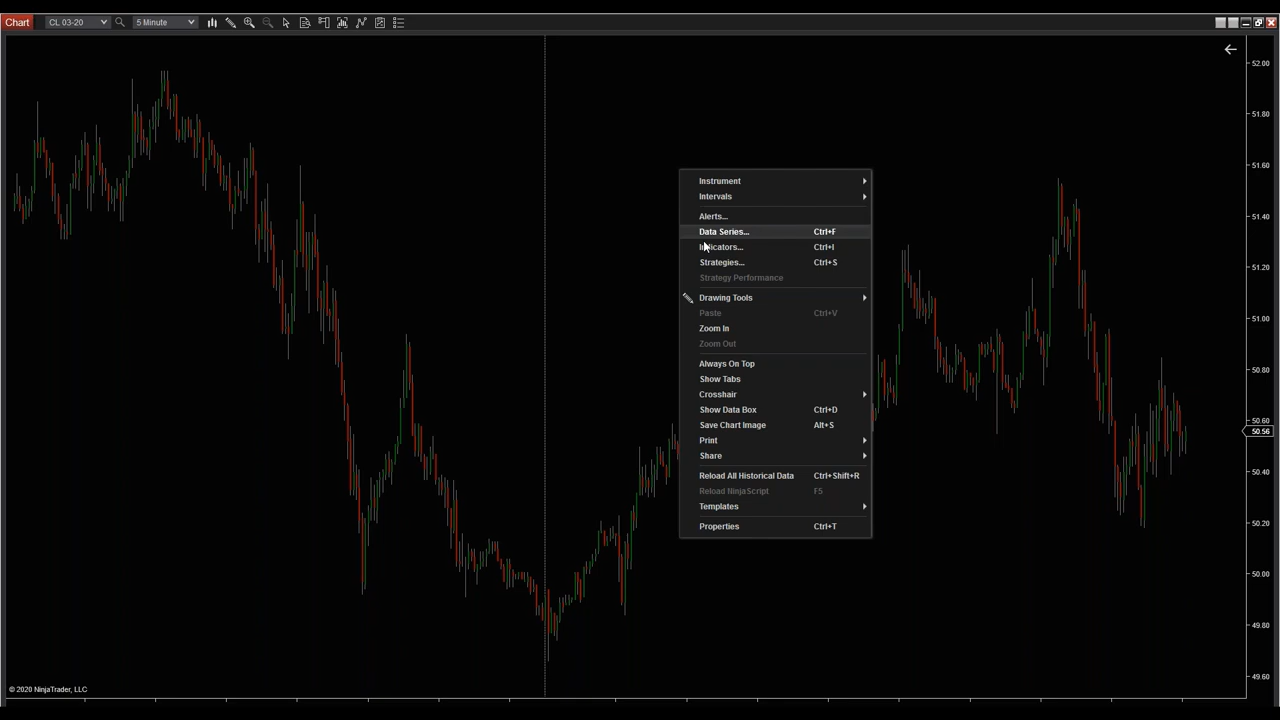 Chart CL 03-20 5 Minute
52.00
51.80
51.60
51.40
51.20
51.00
50.80
50.60
50.56
50.40
50.20
50.00
49.80
49.60
Instrument
Intervals
Alerts...
Data Series... Ctrl+F
Indicators... Ctrl+I
Strategies... Ctrl+S
Strategy Performance
Drawing Tools
Paste Ctrl+V
Zoom In
Zoom Out
Always On Top
Show Tabs
Crosshair
Show Data Box Ctrl+D
Save Chart Image Alt+S
Print
Share
Reload All Historical Data Ctrl+Shift+R
Reload NinjaScript F5
Templates
Properties Ctrl+T
© 2020 NinjaTrader, LLC